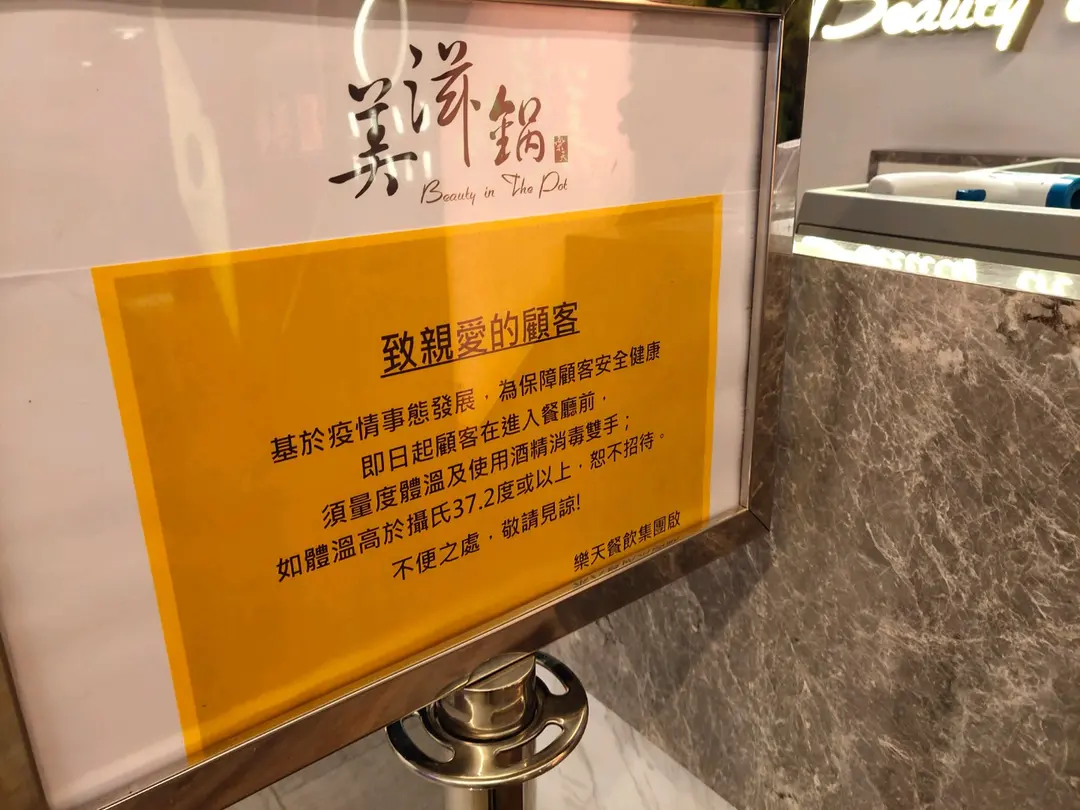 美滋鍋
Beauty in The Pot
Beauty
致親愛的顧客
基於疫情事態發展，為保障顧客安全健康
即日起顧客在進入餐廳前，
須量度體溫及使用酒精消毒雙手；
如體溫高於攝氏37.2度或以上，恕不招待。
不便之處，敬請見諒!
樂天餐飲集團啟